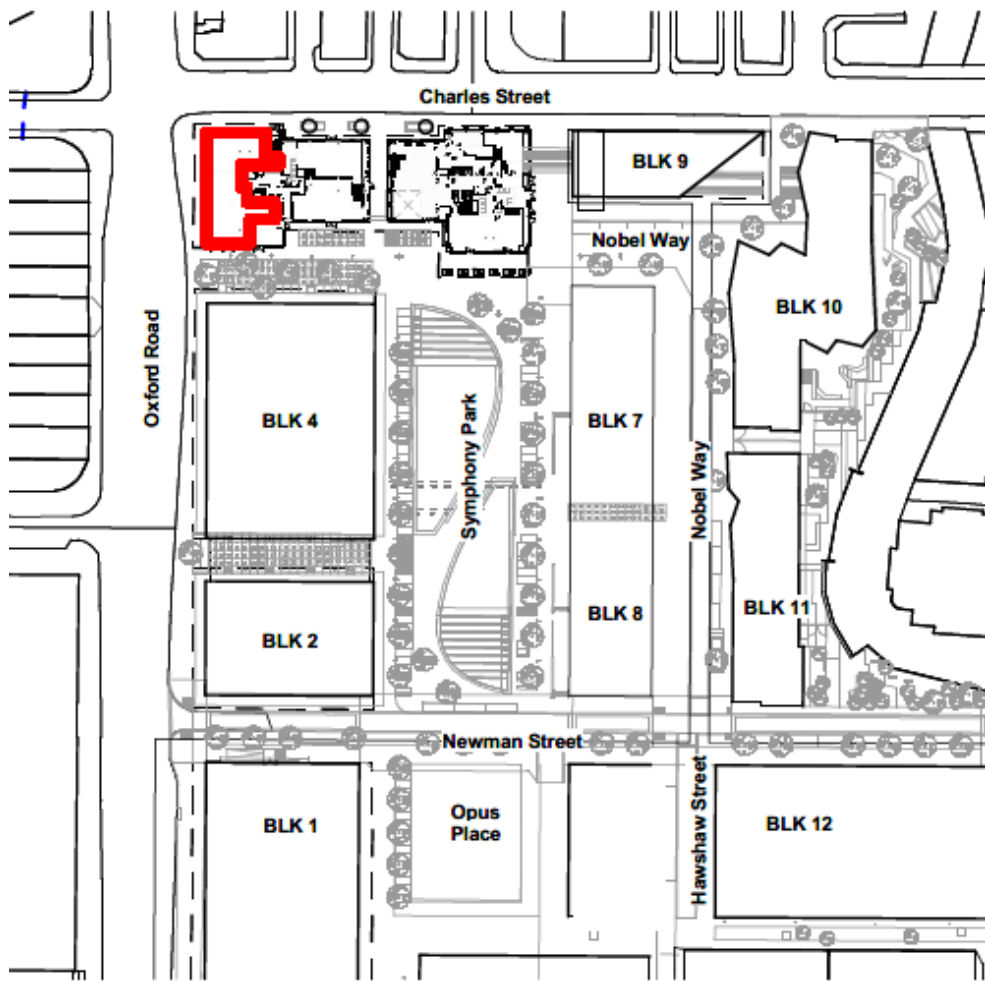 Charles Street
BLK 9
Nobel Way
BLK 10
Oxford Road
BLK 4
Symphony Park
BLK 7
Nobel Way
BLK 2
BLK 8
BLK 11
Newman Street
BLK 1
Opus
Place
Hawshaw Street
BLK 12